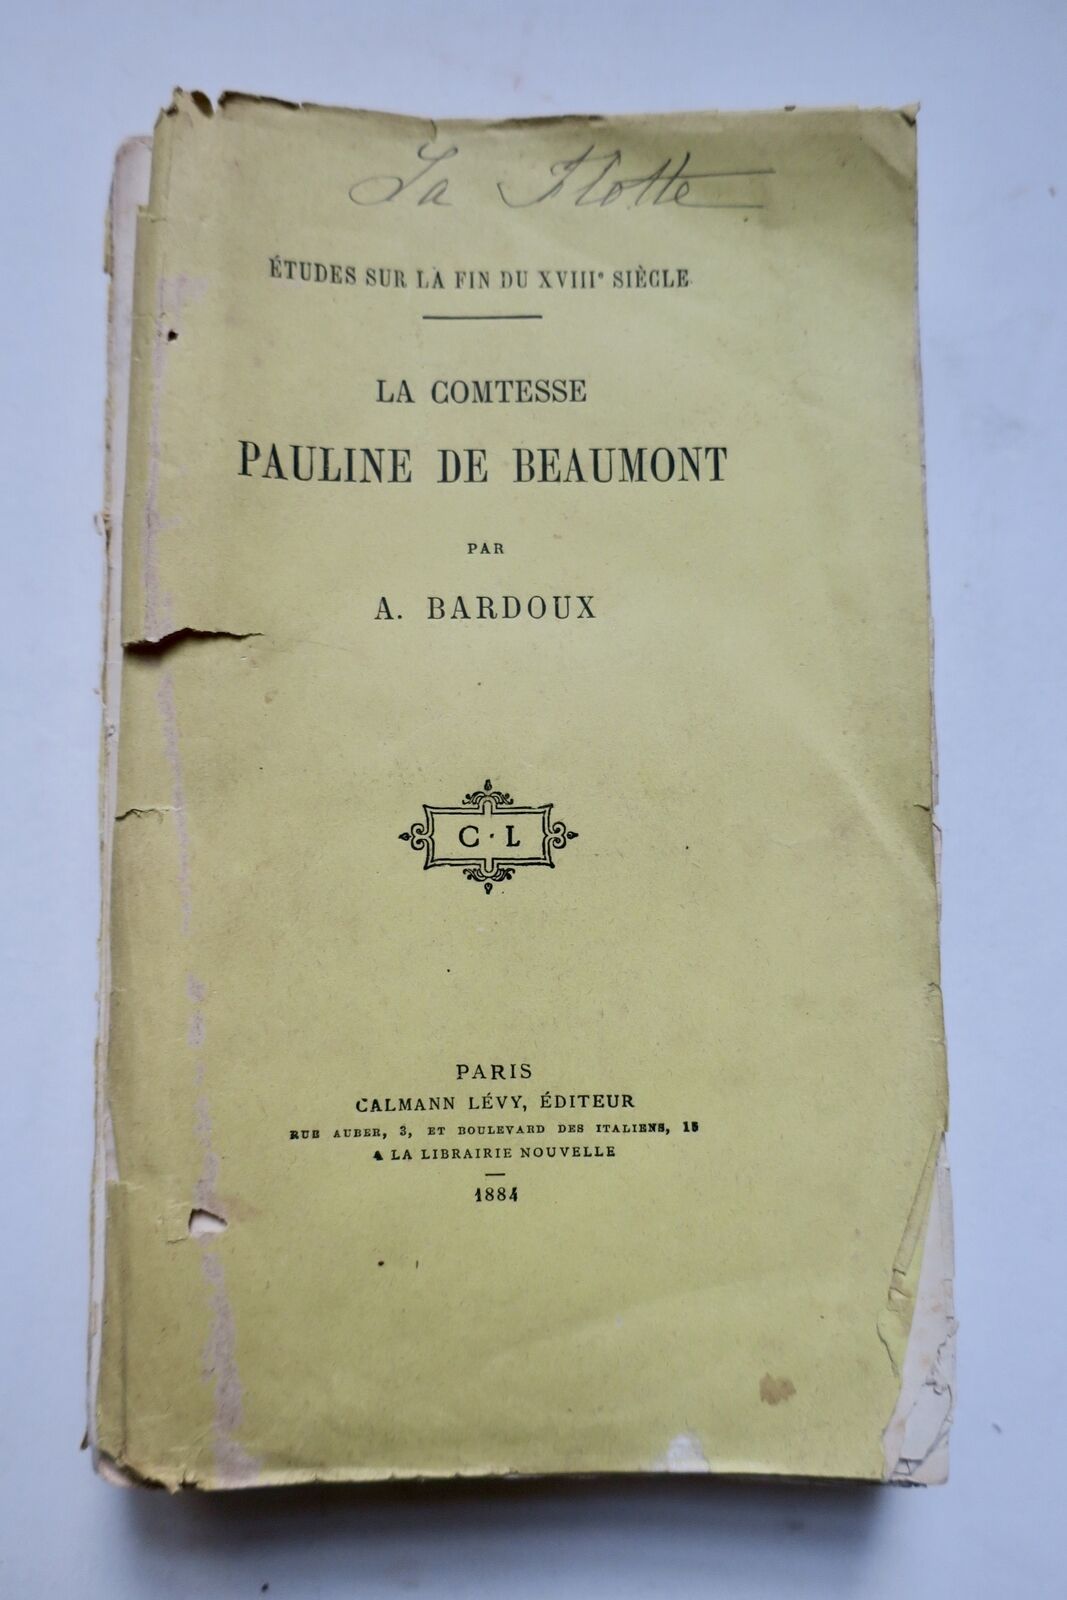 La Flotte
ÉTUDES SUR LA FIN DU XVIIIe SIÈCLE
LA COMTESSE
PAULINE DE BEAUMONT
PAR
A. BARDOUX
C · L
PARIS
CALMANN LÉVY, ÉDITEUR
RUE AUBER, 3, ET BOULEVARD DES ITALIENS, 15
A LA LIBRAIRIE NOUVELLE
1884